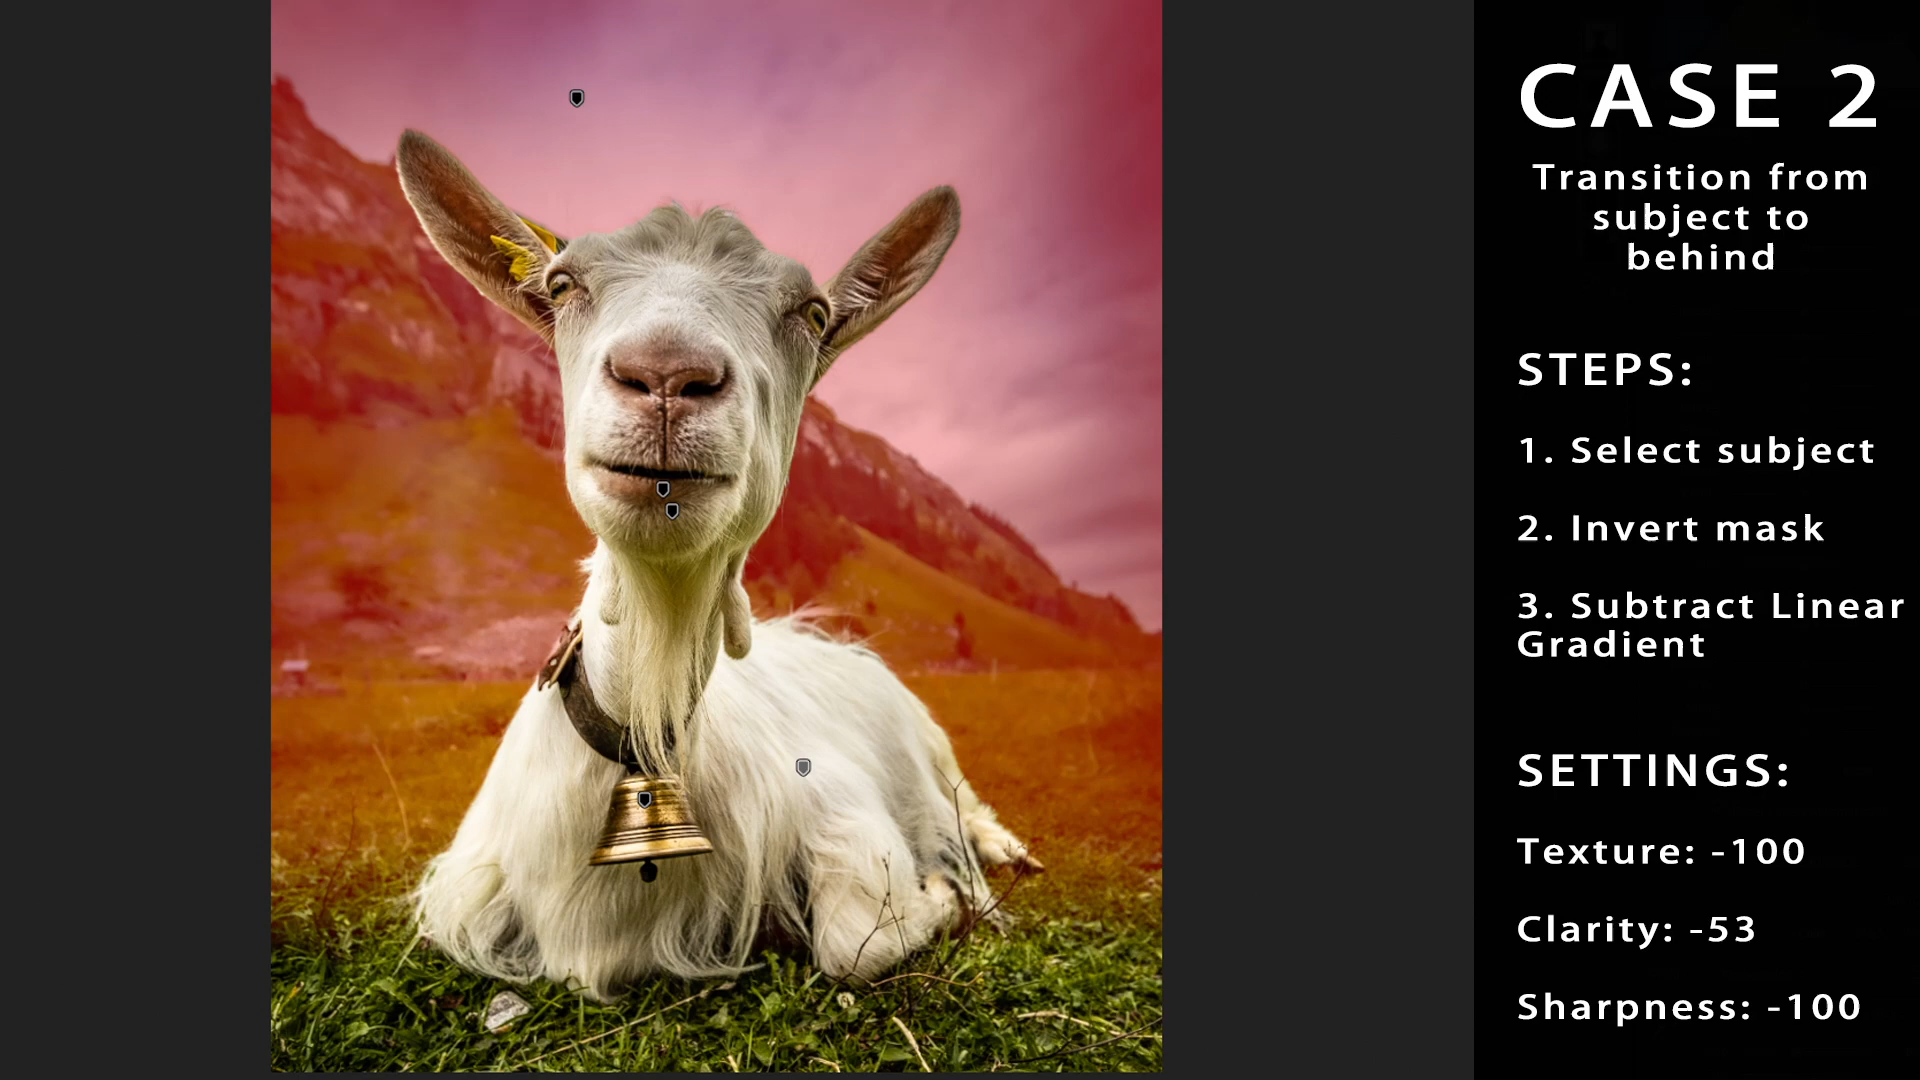 CASE 2
Transition from
subject to
behind
STEPS:
1. Select subject
2. Invert mask
3. Subtract Linear
Gradient
SETTINGS:
Texture: -100
Clarity: -53
Sharpness: -100